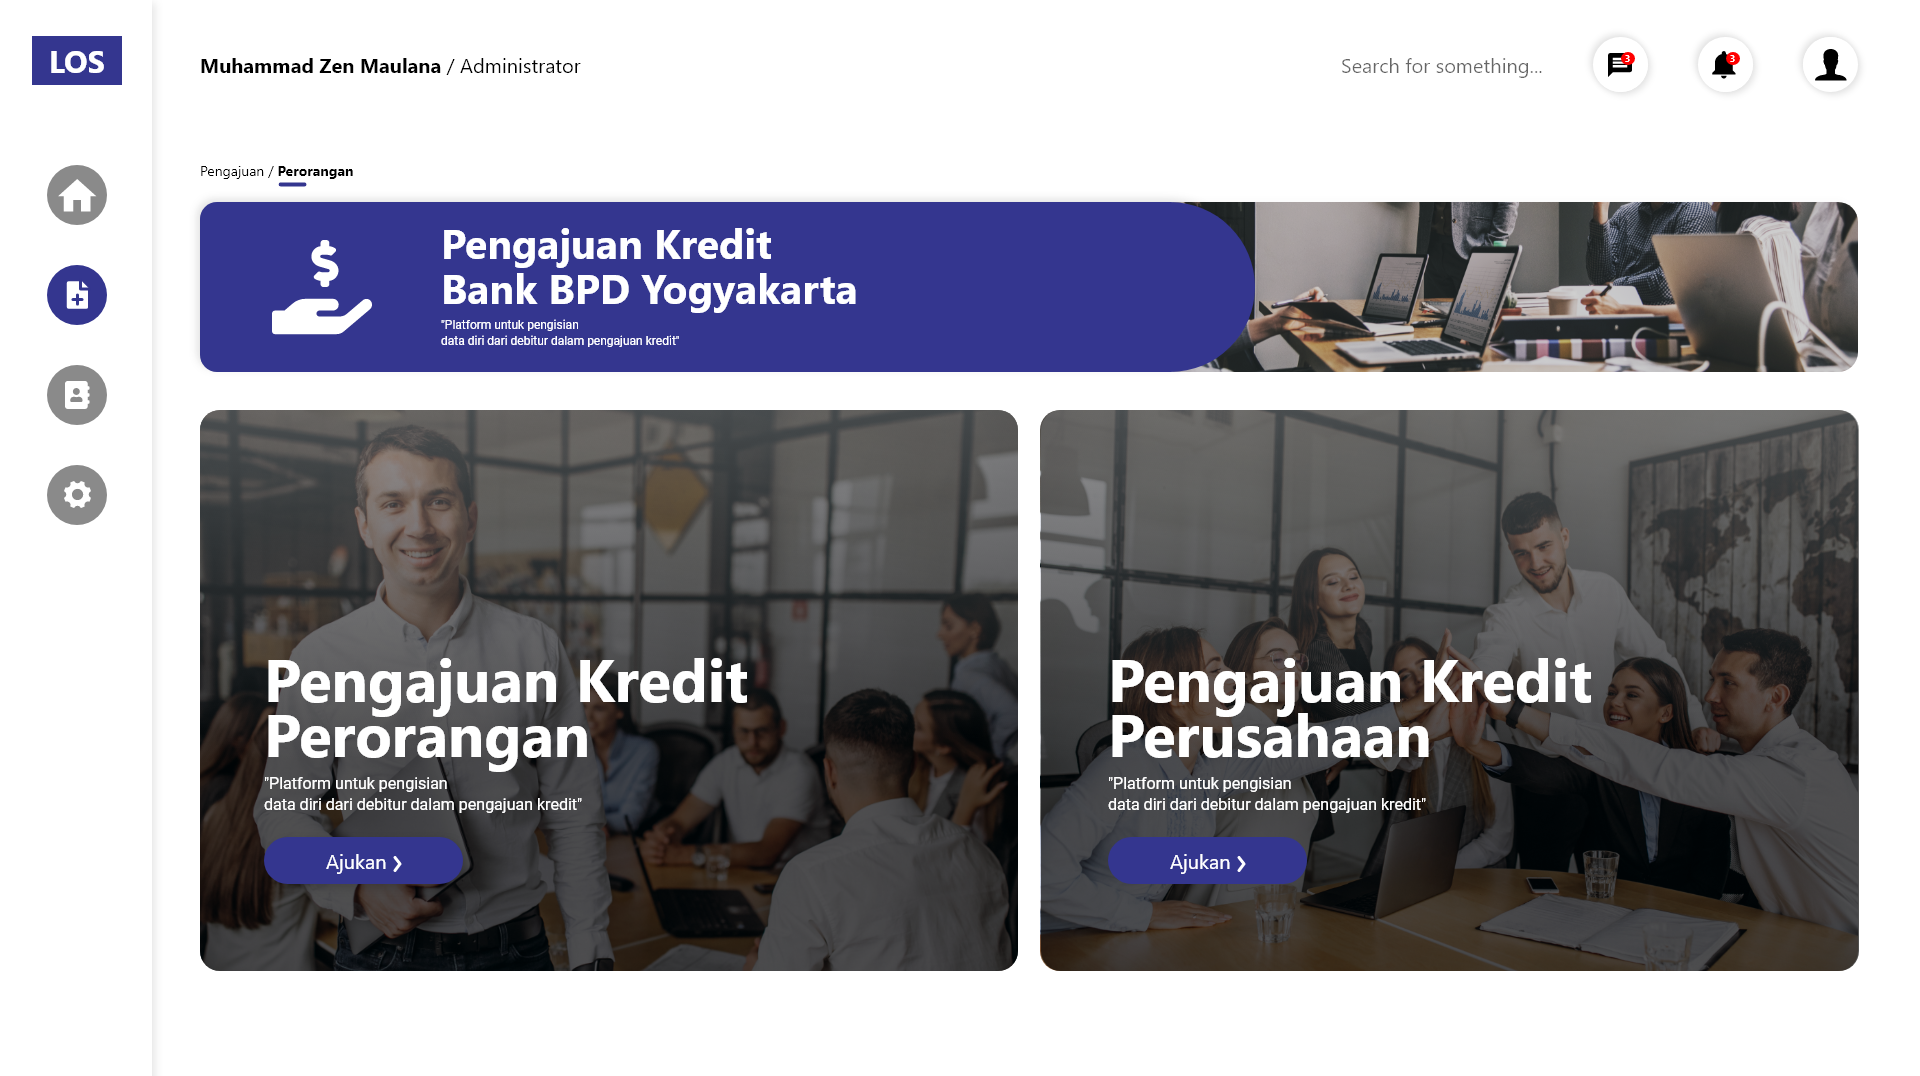 LOS
Muhammad Zen Maulana / Administrator
Search for something...
3
3
Pengajuan / Perorangan
Pengajuan Kredit
Bank BPD Yogyakarta
"Platform untuk pengisian
data diri dari debitur dalam pengajuan kredit"
Pengajuan Kredit
Perorangan
"Platform untuk pengisian
data diri dari debitur dalam pengajuan kredit"
Ajukan ❯
Pengajuan Kredit
Perusahaan
"Platform untuk pengisian
data diri dari debitur dalam pengajuan kredit"
Ajukan ❯